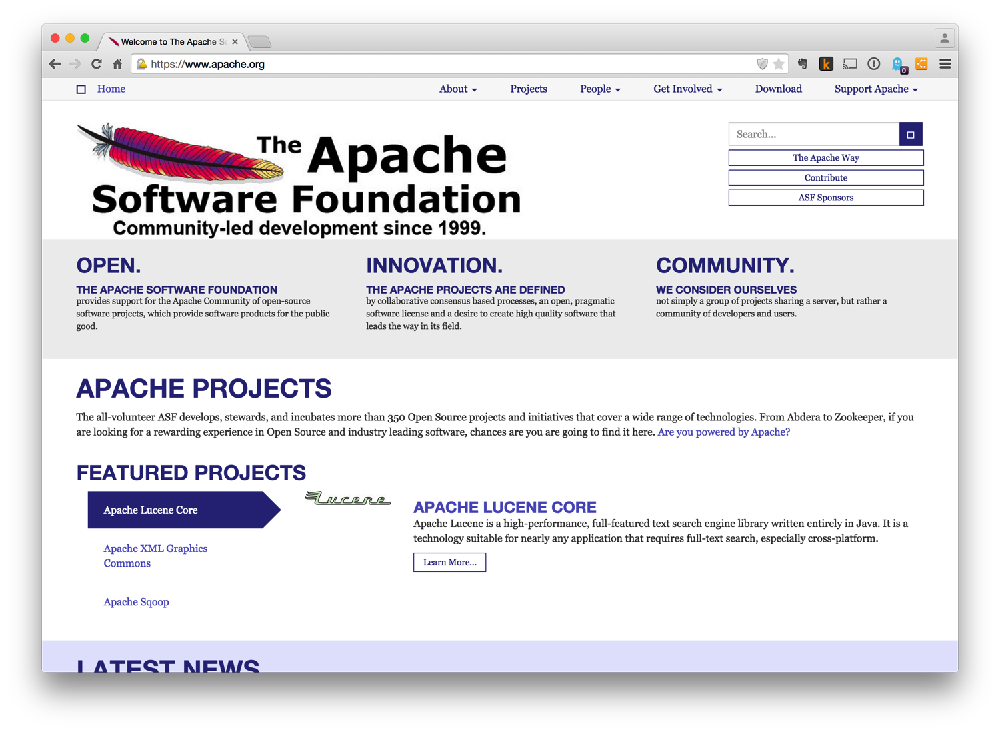 Welcome to The Apache So
https://www.apache.org
0
Home
About
Projects
People
Get Involved
Download
Support Apache
The Apache
Software Foundation
Community-led development since 1999.
Search...
The Apache Way
Contribute
ASF Sponsors
OPEN.
THE APACHE SOFTWARE FOUNDATION
provides support for the Apache Community of open-source
software projects, which provide software products for the public
good.
INNOVATION.
THE APACHE PROJECTS ARE DEFINED
by collaborative consensus based processes, an open, pragmatic
software license and a desire to create high quality software that
leads the way in its field.
COMMUNITY.
WE CONSIDER OURSELVES
not simply a group of projects sharing a server, but rather a
community of developers and users.
APACHE PROJECTS
The all-volunteer ASF develops, stewards, and incubates more than 350 Open Source projects and initiatives that cover a wide range of technologies. From Abdera to Zookeeper, if you
are looking for a rewarding experience in Open Source and industry leading software, chances are you are going to find it here. Are you powered by Apache?
FEATURED PROJECTS
Apache Lucene Core
Apache XML Graphics
Commons
Apache Sqoop
Lucene
APACHE LUCENE CORE
Apache Lucene is a high-performance, full-featured text search engine library written entirely in Java. It is a
technology suitable for nearly any application that requires full-text search, especially cross-platform.
Learn More...
LATEST NEWS